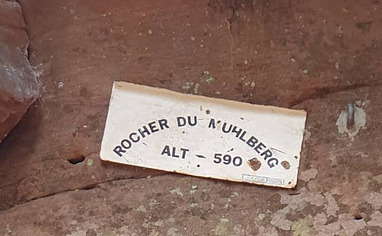 ROCHER DU MUHLBERG
ALT - 590